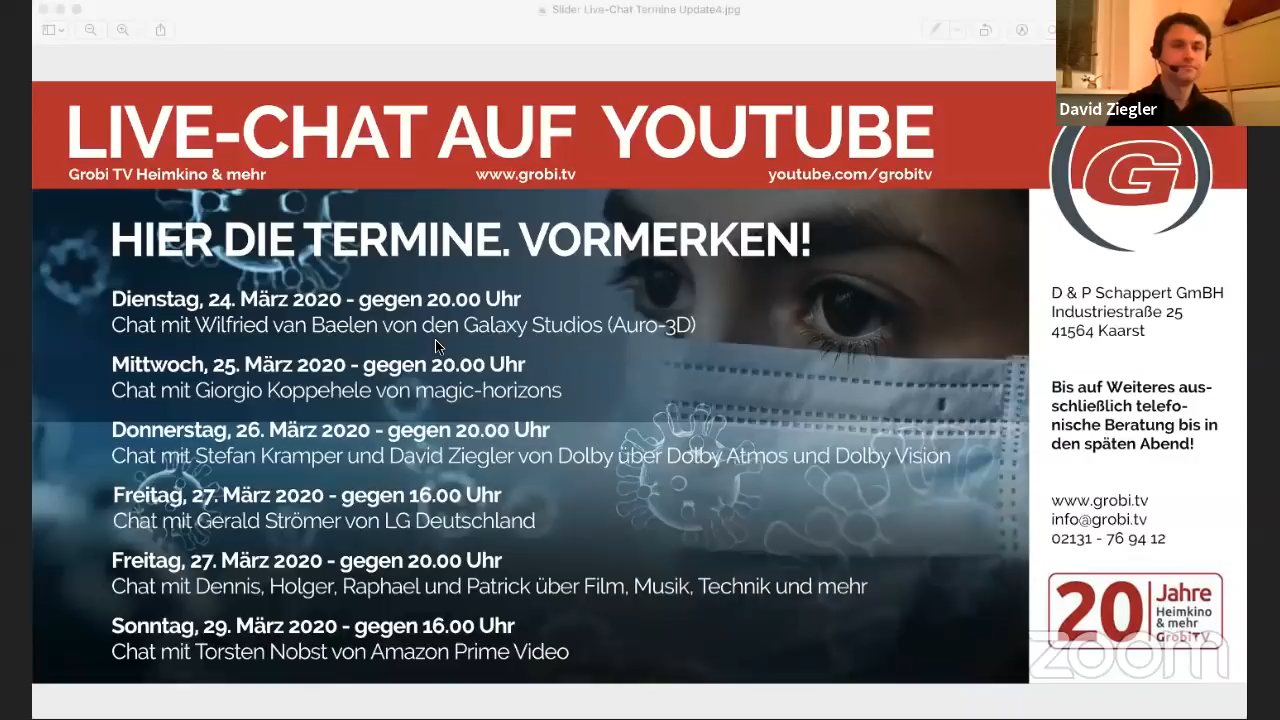 Slider Live-Chat Termine Update4.jpg
David Ziegler
LIVE-CHAT AUF YOUTUBE
Grobi TV Heimkino & mehr
www.grobi.tv
youtube.com/grobitv
G
HIER DIE TERMINE. VORMERKEN!
Dienstag, 24. März 2020 - gegen 20.00 Uhr
Chat mit Wilfried van Baelen von den Galaxy Studios (Auro-3D)
Mittwoch, 25. März 2020 - gegen 20.00 Uhr
Chat mit Giorgio Koppehele von magic-horizons
Donnerstag, 26. März 2020 - gegen 20.00 Uhr
Chat mit Stefan Kramper und David Ziegler von Dolby über Dolby Atmos und Dolby Vision
Freitag, 27. März 2020 - gegen 16.00 Uhr
Chat mit Gerald Strömer von LG Deutschland
Freitag, 27. März 2020 - gegen 20.00 Uhr
Chat mit Dennis, Holger, Raphael und Patrick über Film, Musik, Technik und mehr
Sonntag, 29. März 2020 - gegen 16.00 Uhr
Chat mit Torsten Nobst von Amazon Prime Video
D & P Schappert GmBH
Industriestraße 25
41564 Kaarst
Bis auf Weiteres aus-
schließlich telefo-
nische Beratung bis in
den späten Abend!
www.grobi.tv
info@grobi.tv
02131 - 76 94 12
20 Jahre
Heimkino
& mehr
GrobiTV
zoom